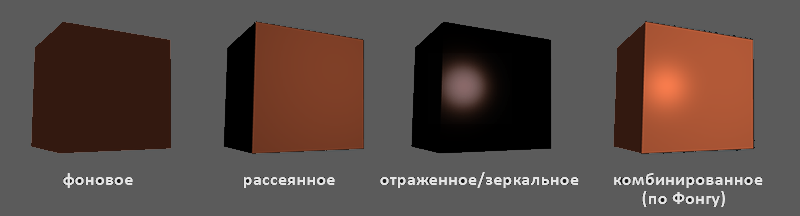 фоновое
рассеянное
отраженное/зеркальное
комбинированное
(по Фонгу)